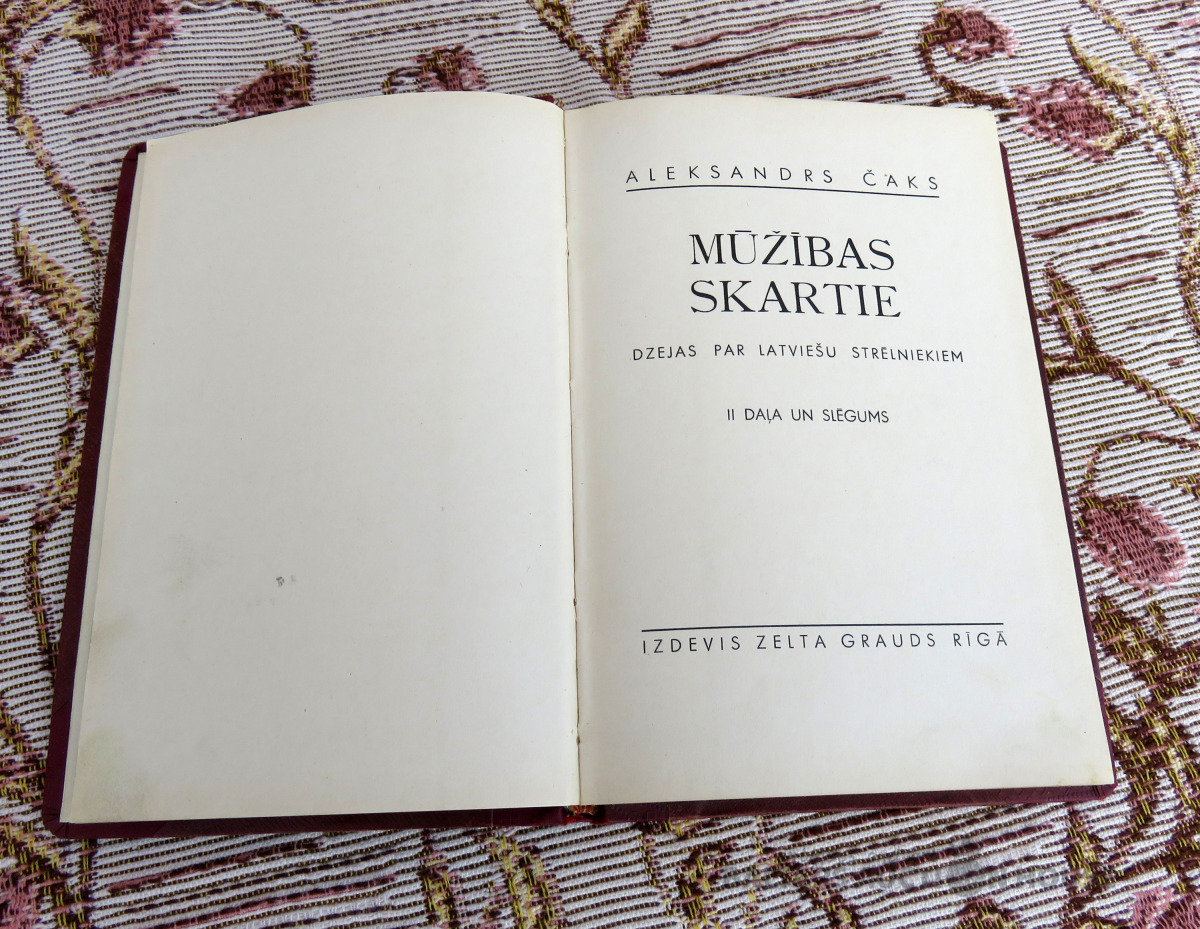 ALEKSANDRS ČAKS
MŪŽĪBAS
SKARTIE
DZEJAS PAR LATVIEŠU STRĒLNIEKIEM
II DAĻA UN SLĒGUMS
IZDEVIS ZELTA GRAUDS RĪGĀ